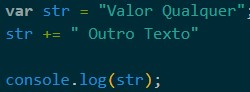 var str = "Valor Qualquer";
str += " Outro Texto"
console.log(str);